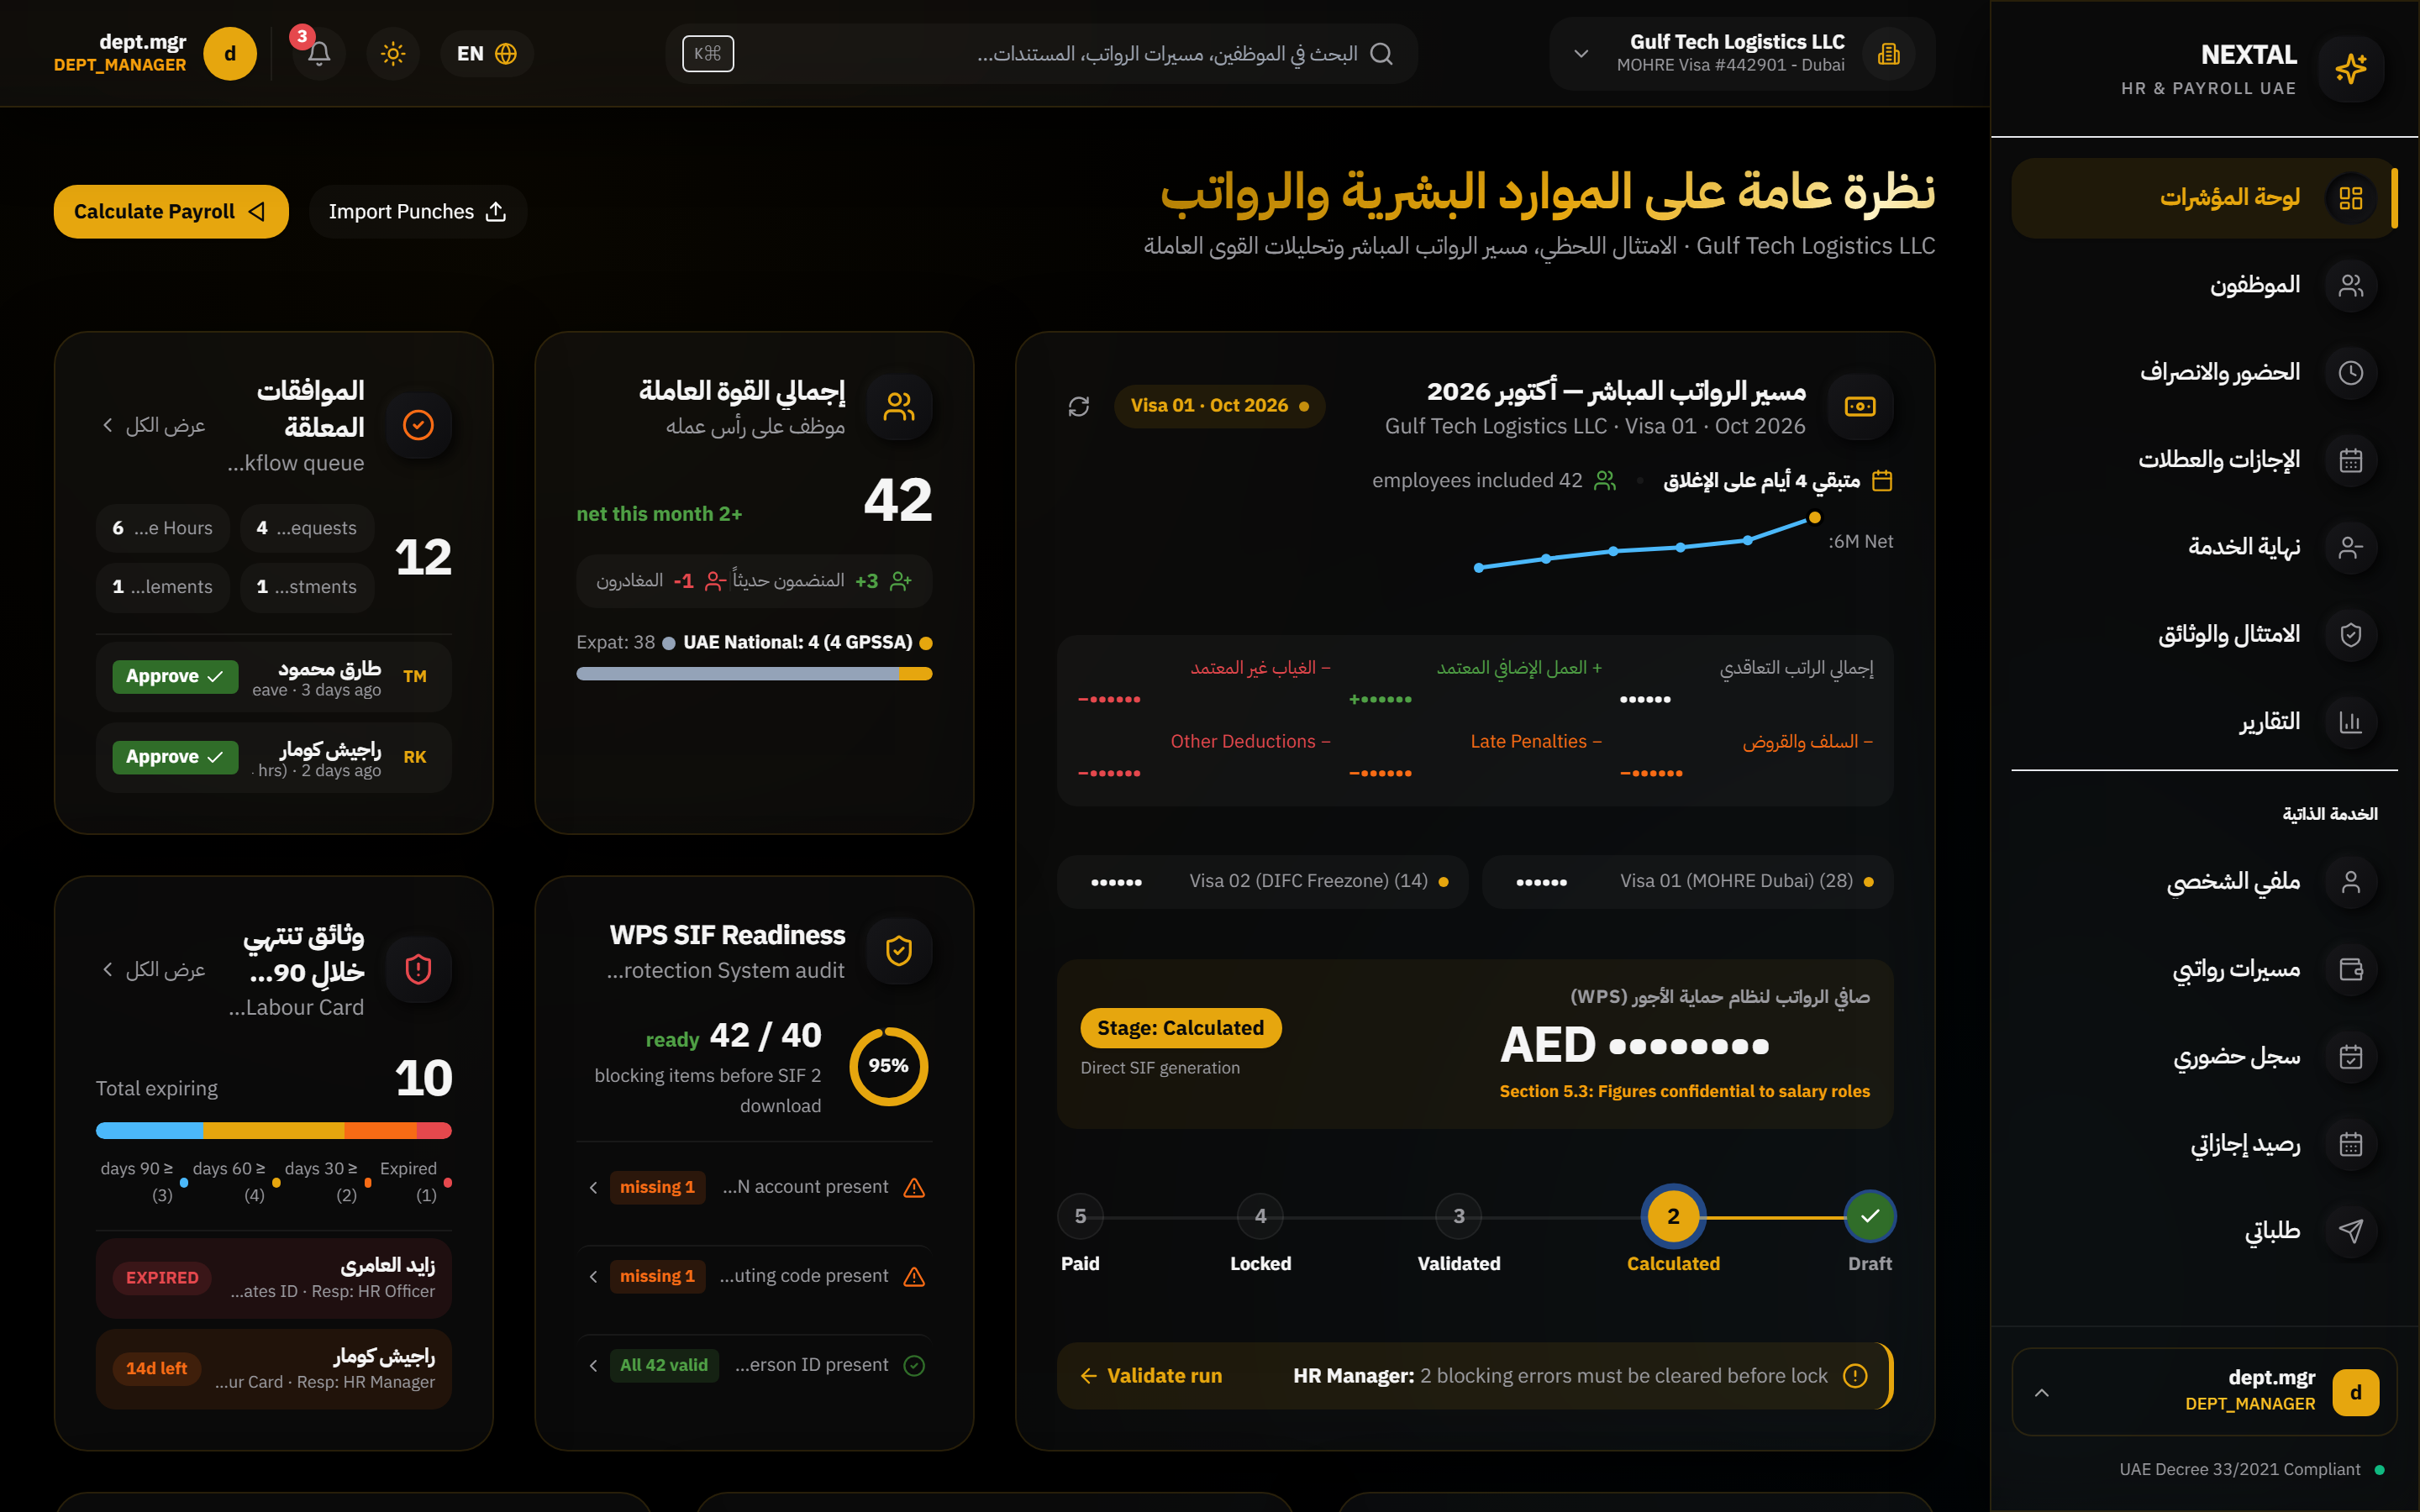 NEXTAL
HR & PAYROLL UAE
لوحة المؤشرات
الموظفون
الحضور والانصراف
الإجازات والعطلات
نهاية الخدمة
الامتثال والوثائق
التقارير
الخدمة الذاتية
ملفي الشخصي
مسيرات رواتبي
سجل حضوري
رصيد إجازاتي
طلباتي
d
dept.mgr
DEPT_MANAGER
UAE Decree 33/2021 Compliant
Gulf Tech Logistics LLC
MOHRE Visa #442901 - Dubai
البحث في الموظفين، مسيرات الرواتب، المستندات...
K⌘
EN
3
d
dept.mgr
DEPT_MANAGER
نظرة عامة على الموارد البشرية والرواتب
Gulf Tech Logistics LLC · الامتثال اللحظي، مسير الرواتب المباشر وتحليلات القوى العاملة
Import Punches
Calculate Payroll
مسير الرواتب المباشر — أكتوبر 2026
Gulf Tech Logistics LLC · Visa 01 · Oct 2026
Visa 01 · Oct 2026
متبقي 4 أيام على الإغلاق
employees included 42
:6M Net
إجمالي الراتب التعاقدي
••••••
+ العمل الإضافي المعتمد
+••••••
– الغياب غير المعتمد
–••••••
– السلف والقروض
–••••••
Late Penalties –
–••••••
Other Deductions –
–••••••
Visa 01 (MOHRE Dubai) (28)
••••••
Visa 02 (DIFC Freezone) (14)
••••••
صافي الرواتب لنظام حماية الأجور (WPS)
AED ••••••••
Section 5.3: Figures confidential to salary roles
Stage: Calculated
Direct SIF generation
Draft
2
Calculated
3
Validated
4
Locked
5
Paid
HR Manager: 2 blocking errors must be cleared before lock
← Validate run
إجمالي القوة العاملة
موظف على رأس عمله
42
net this month 2+
+3 المنضمون حديثاً
-1 المغادرون
UAE National: 4 (4 GPSSA)
Expat: 38
الموافقات
المعلقة
...kflow queue
عرض الكل
12
4 ...equests
6 ...e Hours
1 ...stments
1 ...lements
TM
طارق محمود
eave · 3 days ago
Approve
RK
راجيش كومار
hrs) · 2 days ago
Approve
WPS SIF Readiness
...rotection System audit
95%
ready 42 / 40
blocking items before SIF 2
download
...N account present
missing 1
...uting code present
missing 1
...erson ID present
All 42 valid
وثائق تنتهي
خلال 90...
...Labour Card
عرض الكل
10
Total expiring
Expired
(1)
days 30 ≥
(2)
days 60 ≥
(4)
days 90 ≥
(3)
زايد العامري
...ates ID · Resp: HR Officer
EXPIRED
راجيش كومار
...ur Card · Resp: HR Manager
14d left